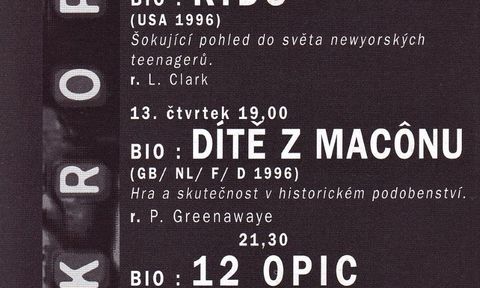 BIO : KIDS
(USA 1996)
Šokující pohled do světa newyorských
teenagerů.
r. L. Clark
13. čtvrtek 19,00
BIO : DÍTĚ Z MACÔNU
(GB/ NL/ F/ D 1996)
Hra a skutečnost v historickém podobenství.
r. P. Greenawaye
21,30
BIO : 12 OPIC
K R O